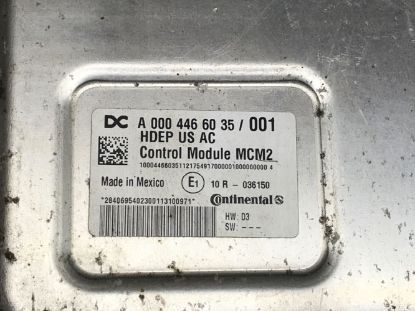 DC A 000 446 60 35 / 001
HDEP US AC
Control Module MCM2
Made in Mexico E1 10 R - 036150
*2840695402300113100971* Continental
HW: D3
SW: ---